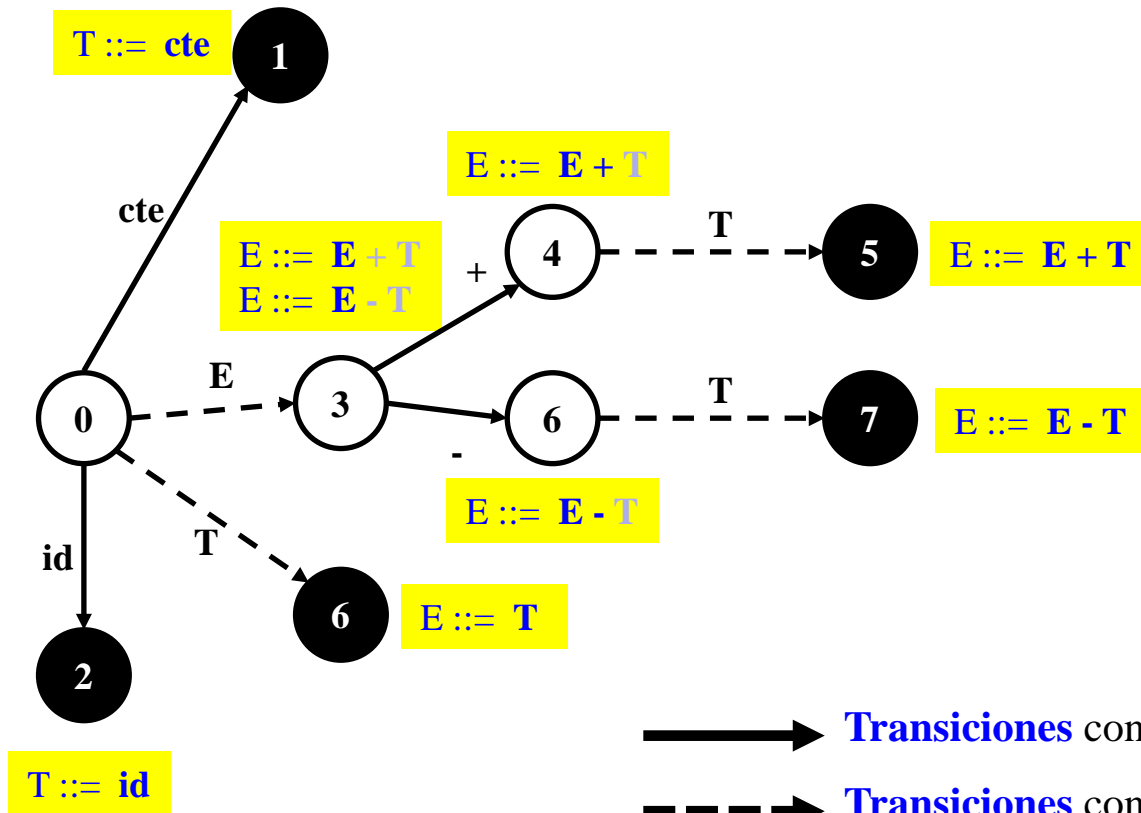 T ::= cte
1
E ::= E + T
cte
T
E ::= E + T
E ::= E - T
+
4
5
E ::= E + T
E
0
3
6
T
7
E ::= E - T
-
E ::= E - T
id
T
6
E ::= T
2
Transiciones con
T ::= id
Transiciones con